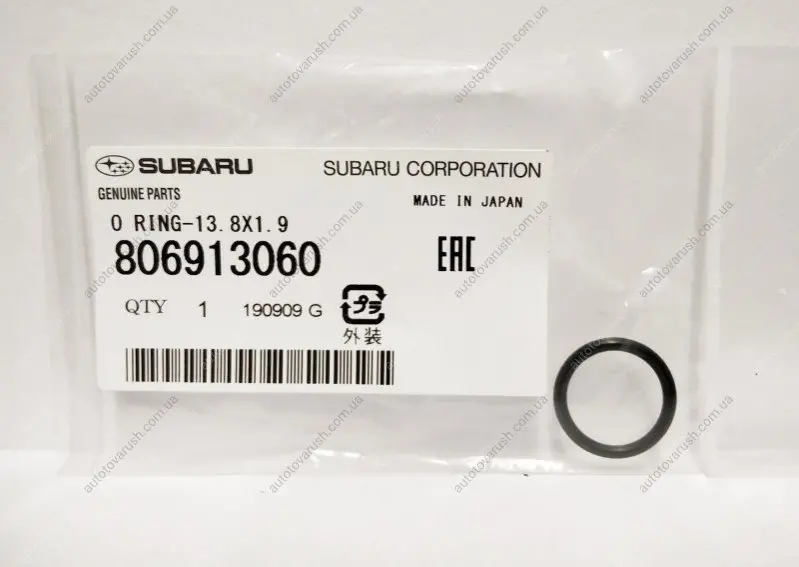 SUBARU SUBARU CORPORATION
GENUINE PARTS MADE IN JAPAN
O RING-13.8X1.9
806913060 EAC
QTY 1 190909 G プラ
外装
autotovarush.com.ua